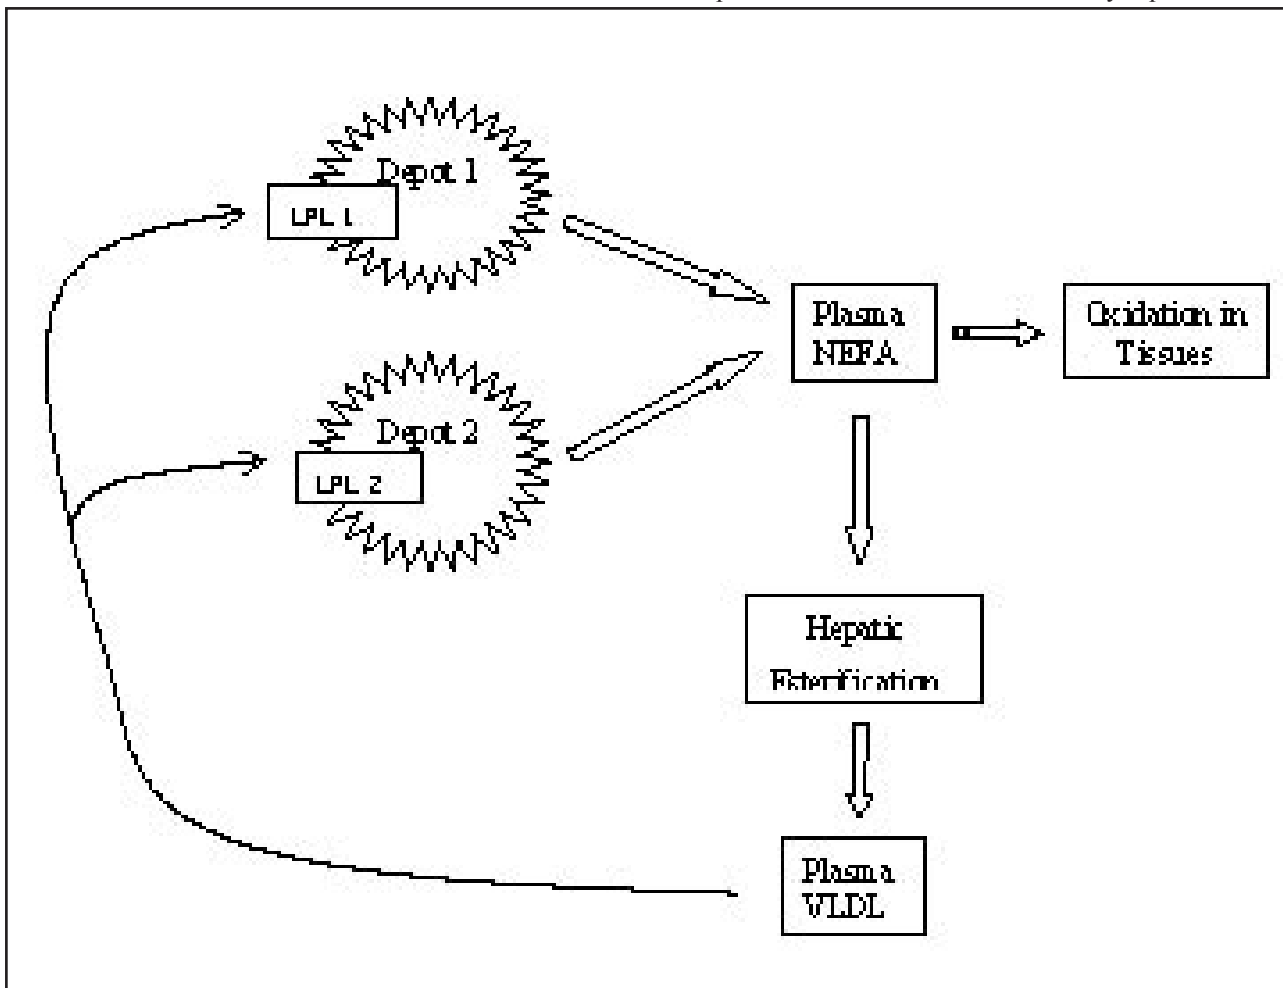 Depot 1
LPL 1
Plasma
NEFA
Oxidation in
Tissues
Depot 2
LPL 2
Hepatic
Esterification
Plasma
VLDL